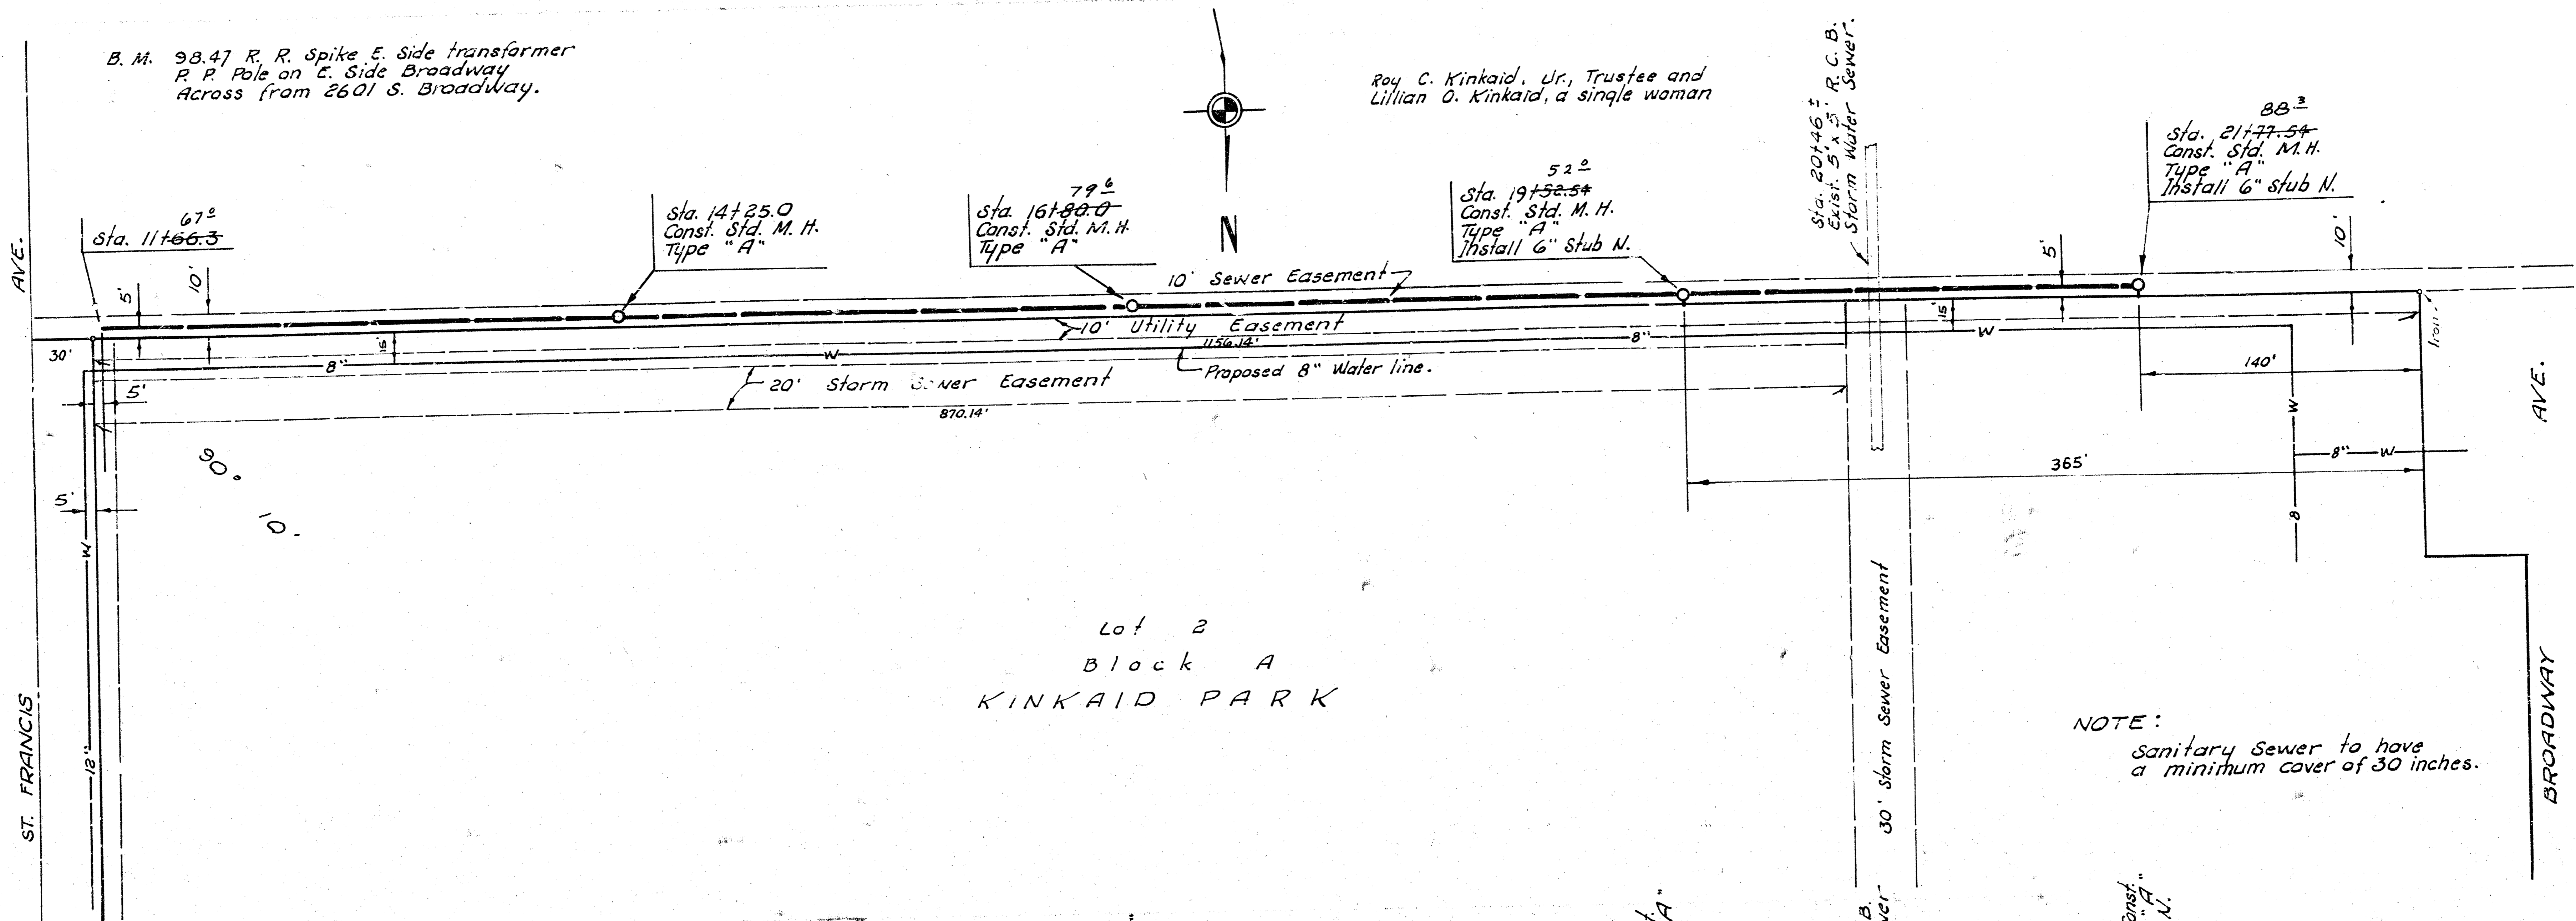 B. M. 98.47 R. R. Spike E. Side transformer
P. P. Pole on E. Side Broadway
Across from 2601 S. Broadway.
Roy C. Kinkaid, Jr., Trustee and
Lillian O. Kinkaid, a single woman
Sta. 20+46 ±
Exist. 5' x 5' R. C. B.
Storm Water Sewer.
88.3
Sta. 21+77.54
Const. Std. M. H.
Type "A"
Install 6" Stub N.
52.0
Sta. 19+52.54
Const. Std. M. H.
Type "A"
Install 6" Stub N.
79.6
Sta. 16+80.0
Const. Std. M. H.
Type "A"
Sta. 14+25.0
Const. Std. M. H.
Type "A"
67.0
Sta. 11+66.3
N
AVE.
5'
10'
10' Sewer Easement
5'
10'
10' Utility Easement
15'
15'
30'
1156.14'
8"
W
8"
W
Proposed 8" Water line.
20' Storm Sewer Easement
5'
870.14'
140'
Iron
AVE.
W
8" W
365'
90°
10'
5'
W
8
Lot 2
Block A
KINKAID PARK
30' Storm Sewer Easement
NOTE:
Sanitary Sewer to have
a minimum cover of 30 inches.
ST. FRANCIS
12"
BROADWAY
t.
"A"
B.
wer
Const.
"A"
N.